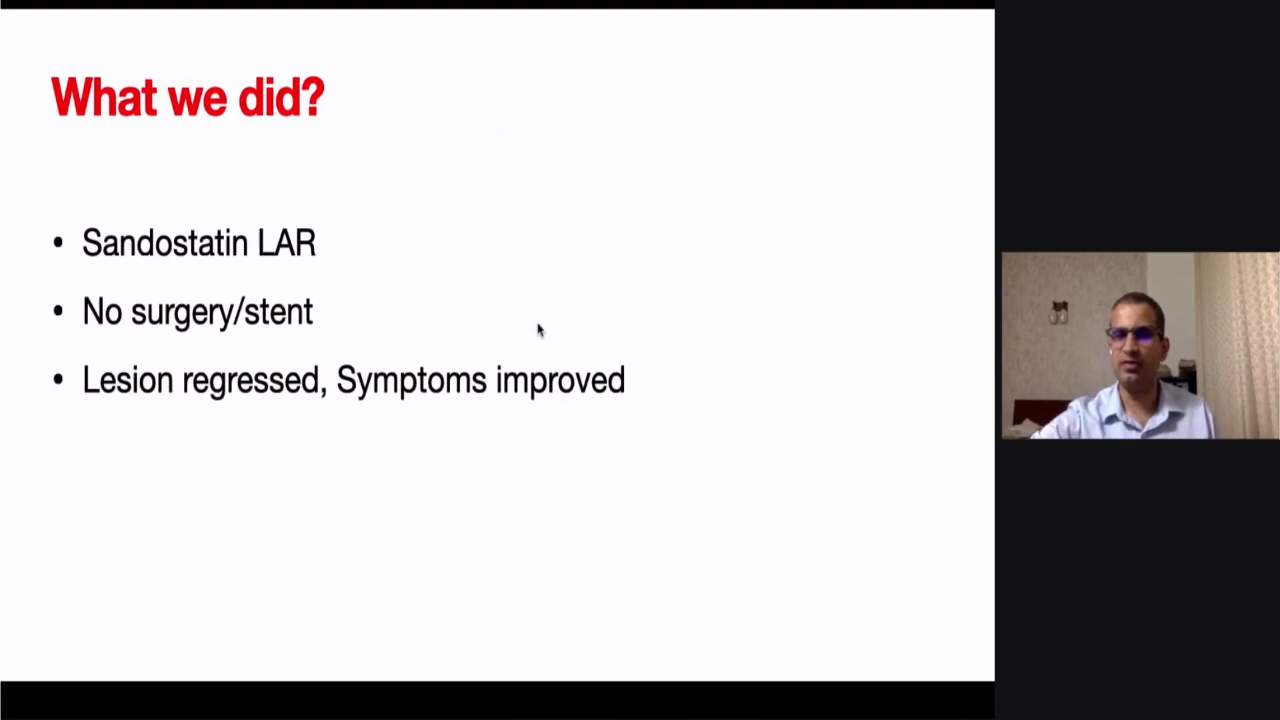 What we did?
• Sandostatin LAR
• No surgery/stent
• Lesion regressed, Symptoms improved